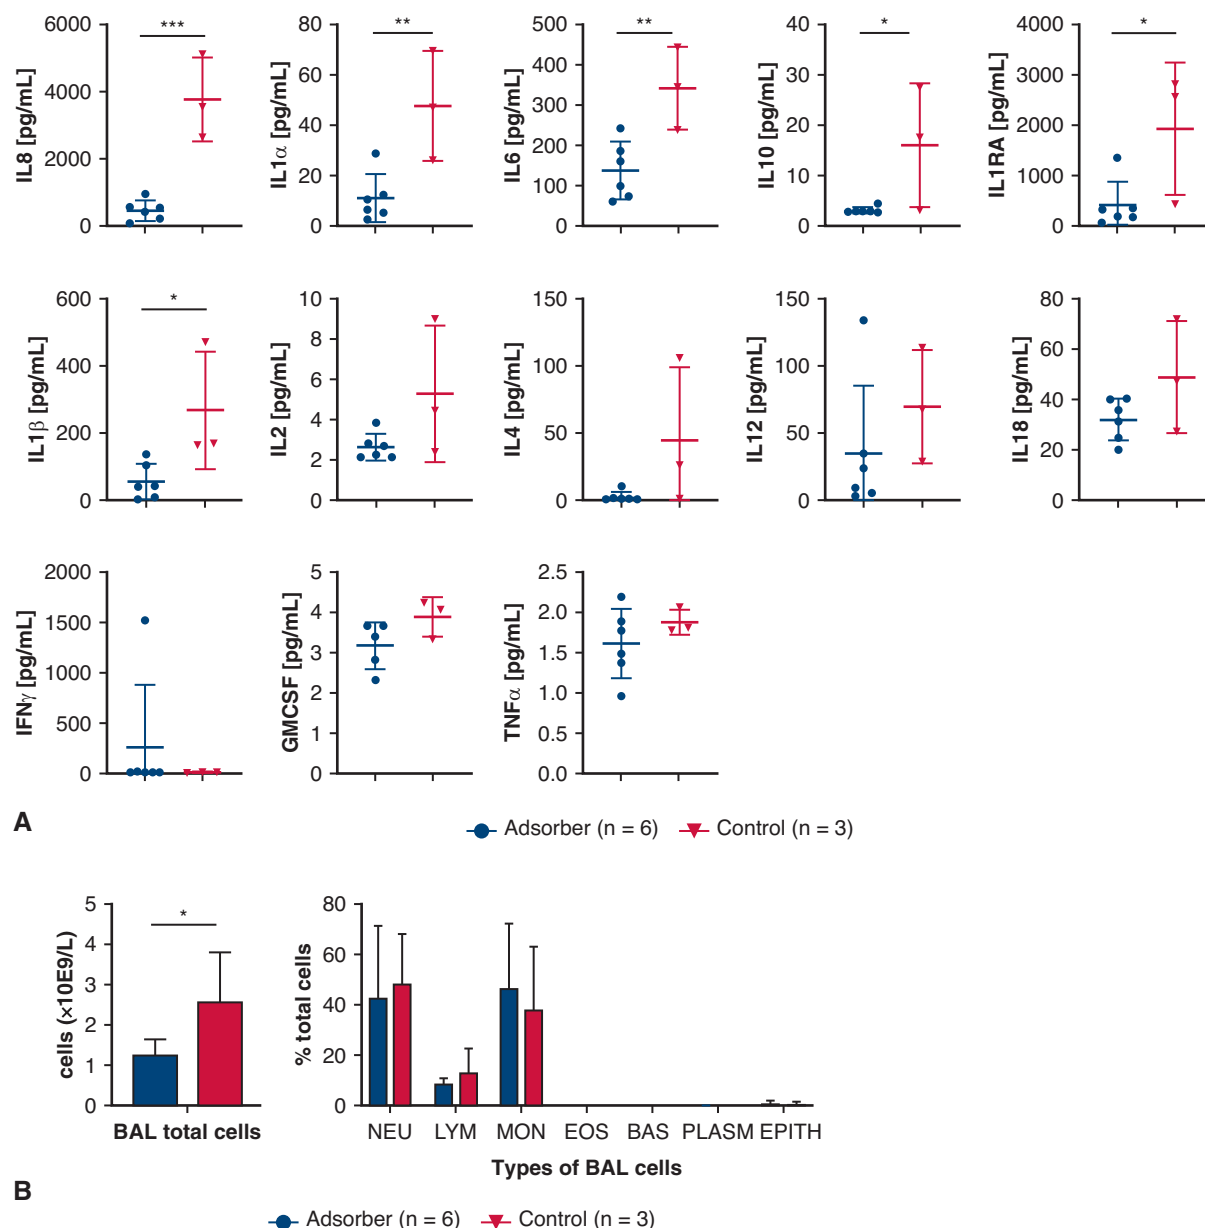 *** ** ** * *
6000 4000 2000 0 IL8 [pg/mL]
80 60 40 20 0 IL1α [pg/mL]
500 400 300 200 100 0 IL6 [pg/mL]
40 30 20 10 0 IL10 [pg/mL]
4000 3000 2000 1000 0 IL1RA [pg/mL]
*
600 400 200 0 IL1β [pg/mL]
10 8 6 4 2 0 IL2 [pg/mL]
150 100 50 0 IL4 [pg/mL]
150 100 50 0 IL12 [pg/mL]
80 60 40 20 0 IL18 [pg/mL]
2000 1500 1000 500 0 IFNγ [pg/mL]
5 4 3 2 1 0 GMCSF [pg/mL]
2.5 2.0 1.5 1.0 0.5 0.0 TNFα [pg/mL]
A
Adsorber (n = 6) Control (n = 3)
*
5 4 3 2 1 0 cells (×10E9/L)
BAL total cells
80 60 40 20 0 % total cells
NEU LYM MON EOS BAS PLASM EPITH
Types of BAL cells
B
Adsorber (n = 6) Control (n = 3)